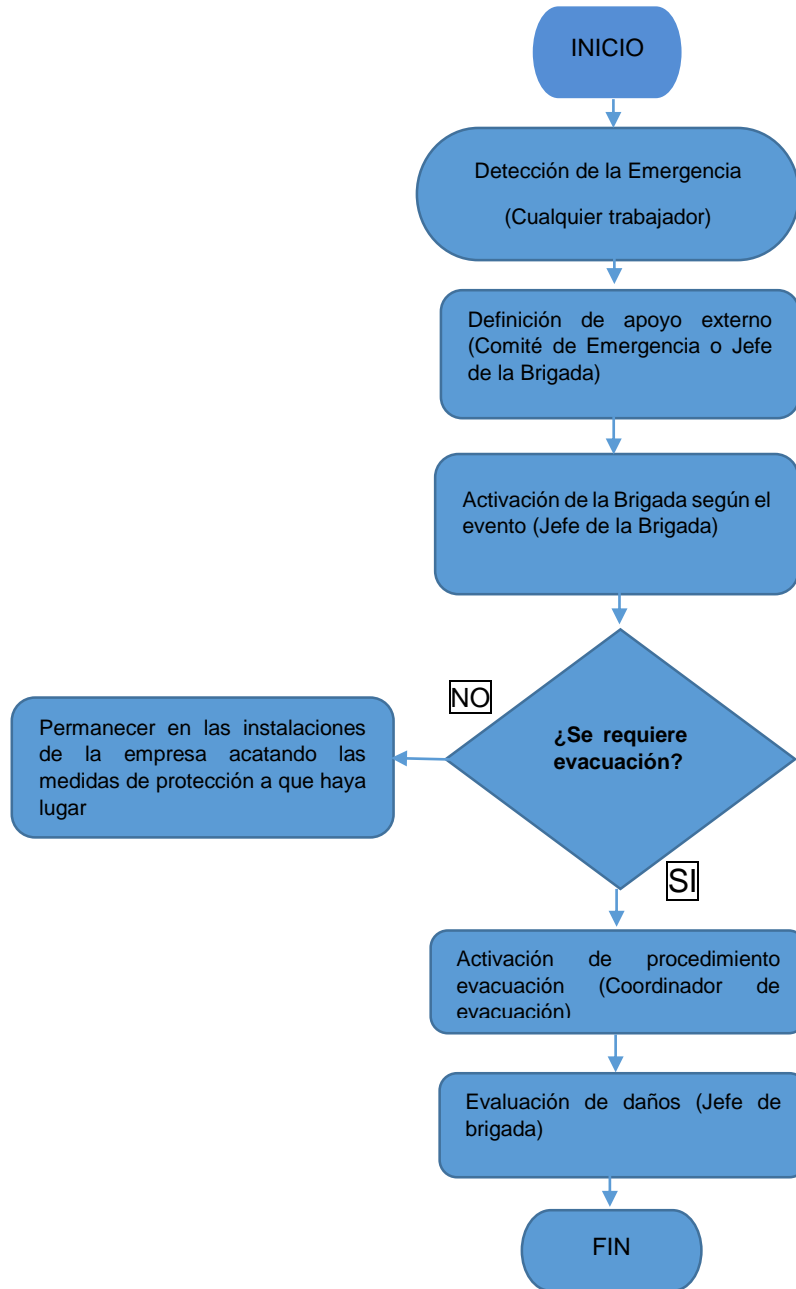 INICIO
Detección de la Emergencia
(Cualquier trabajador)
Definición de apoyo externo
(Comité de Emergencia o Jefe
de la Brigada)
Activación de la Brigada según el
evento (Jefe de la Brigada)
NO
¿Se requiere
evacuación?
Permanecer en las instalaciones
de la empresa acatando las
medidas de protección a que haya
lugar
SI
Activación de procedimiento
evacuación (Coordinador de
evacuación)
Evaluación de daños (Jefe de
brigada)
FIN